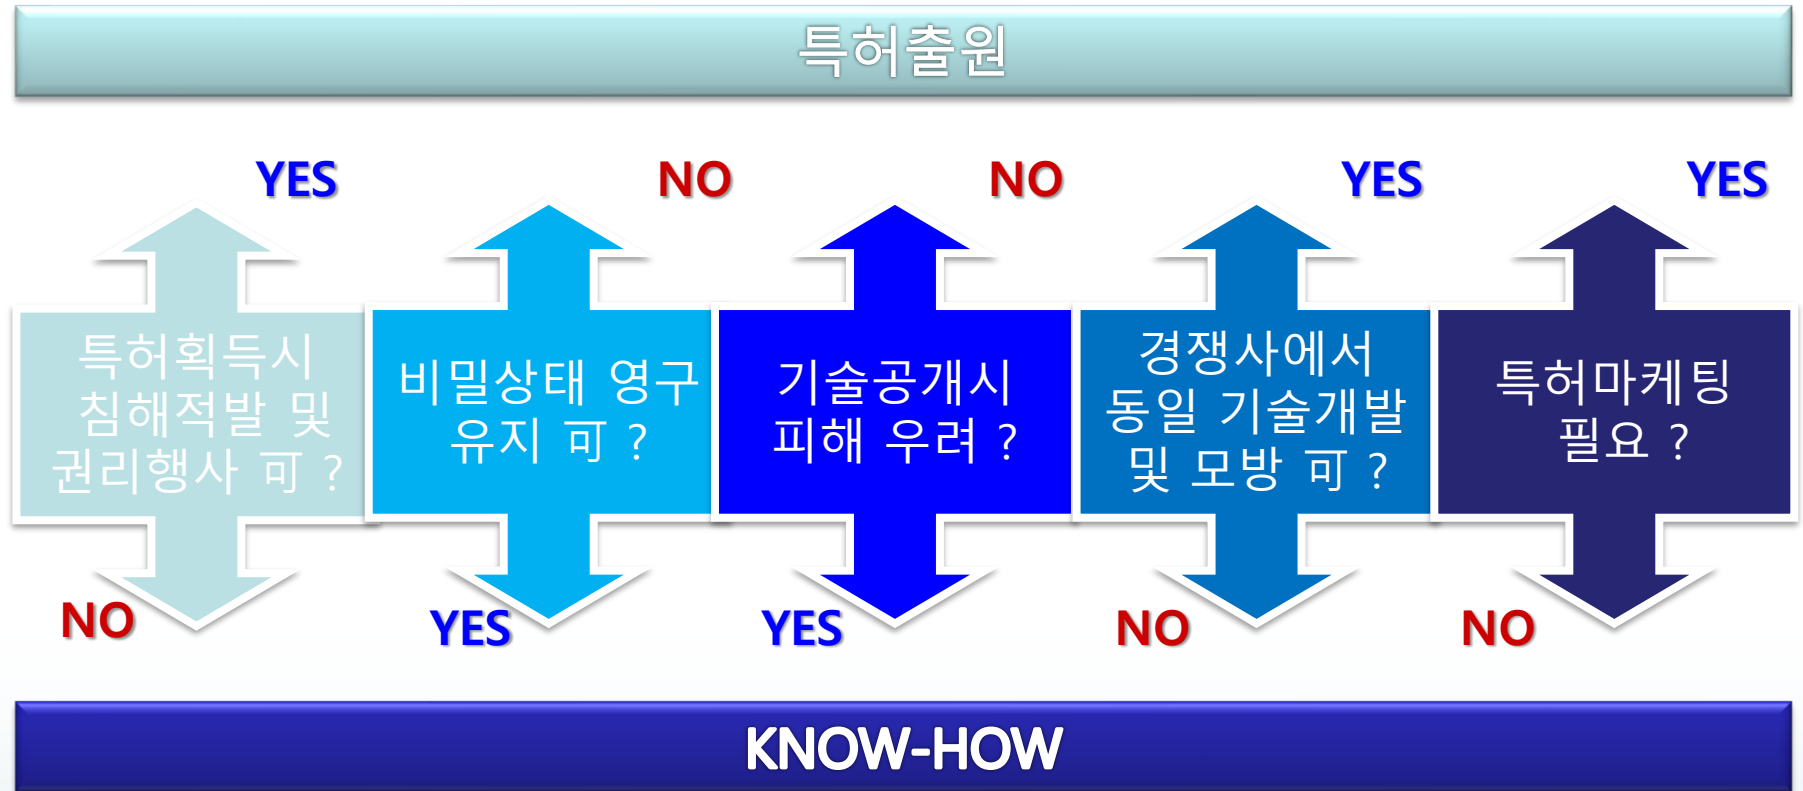 특허출원
YES
NO
NO
YES
YES
특허획득시
침해적발 및
권리행사 可 ?
비밀상태 영구
유지 可 ?
기술공개시
피해 우려 ?
경쟁사에서
동일 기술개발
및 모방 可 ?
특허마케팅
필요 ?
NO
YES
YES
NO
NO
KNOW-HOW